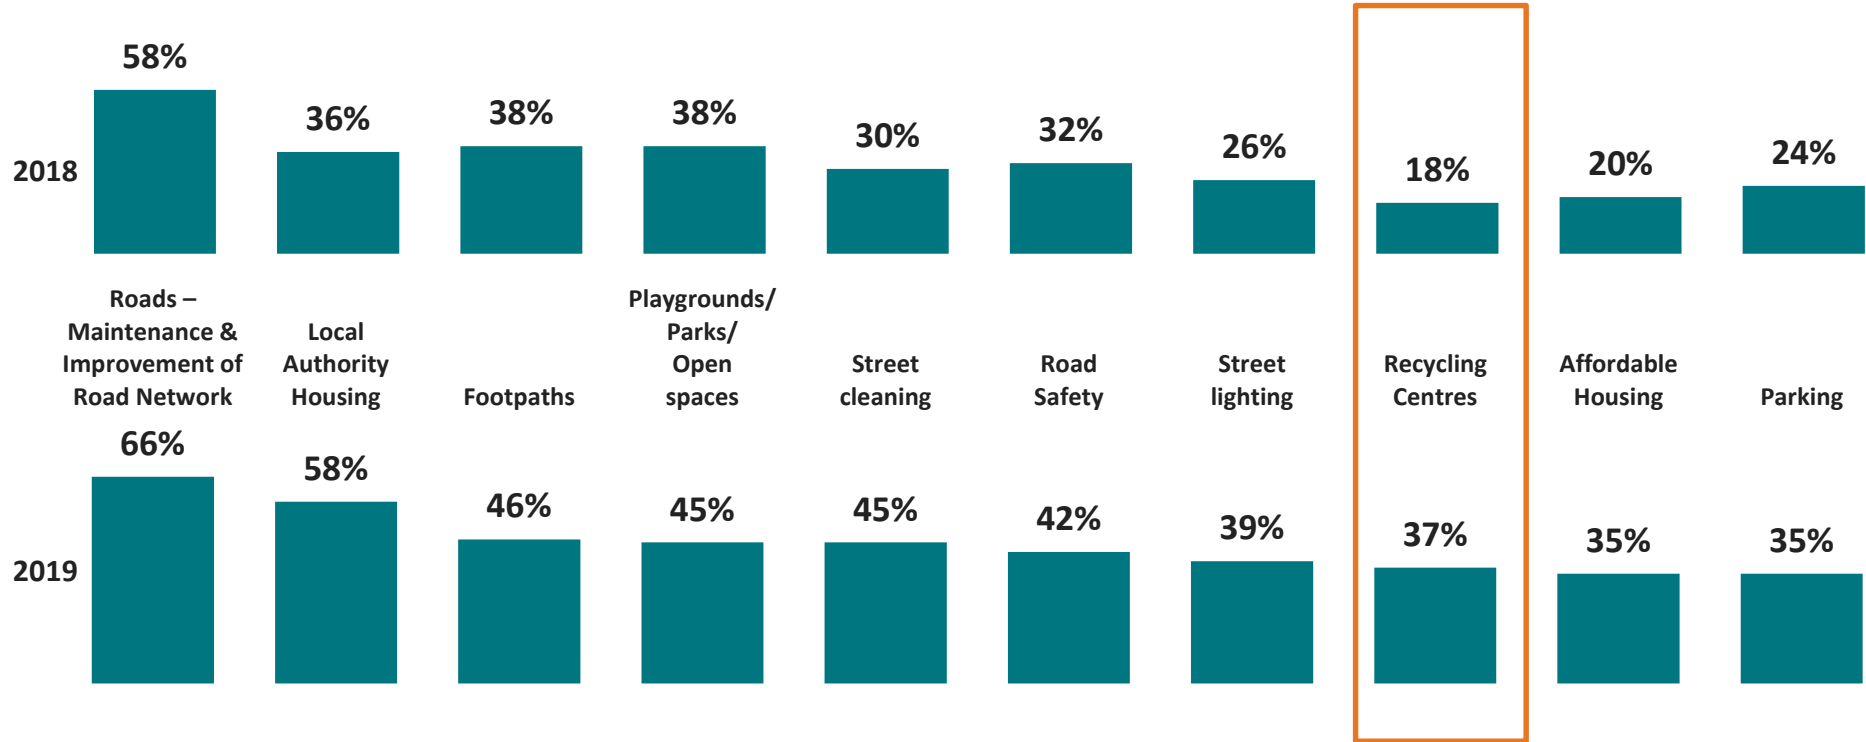 58%
36%
38%
38%
30%
32%
26%
18%
20%
24%
2018
Roads –
Maintenance &
Improvement of
Road Network
Local
Authority
Housing
Footpaths
Playgrounds/
Parks/
Open
spaces
Street
cleaning
Road
Safety
Street
lighting
Recycling
Centres
Affordable
Housing
Parking
66%
58%
46%
45%
45%
42%
39%
37%
35%
35%
2019